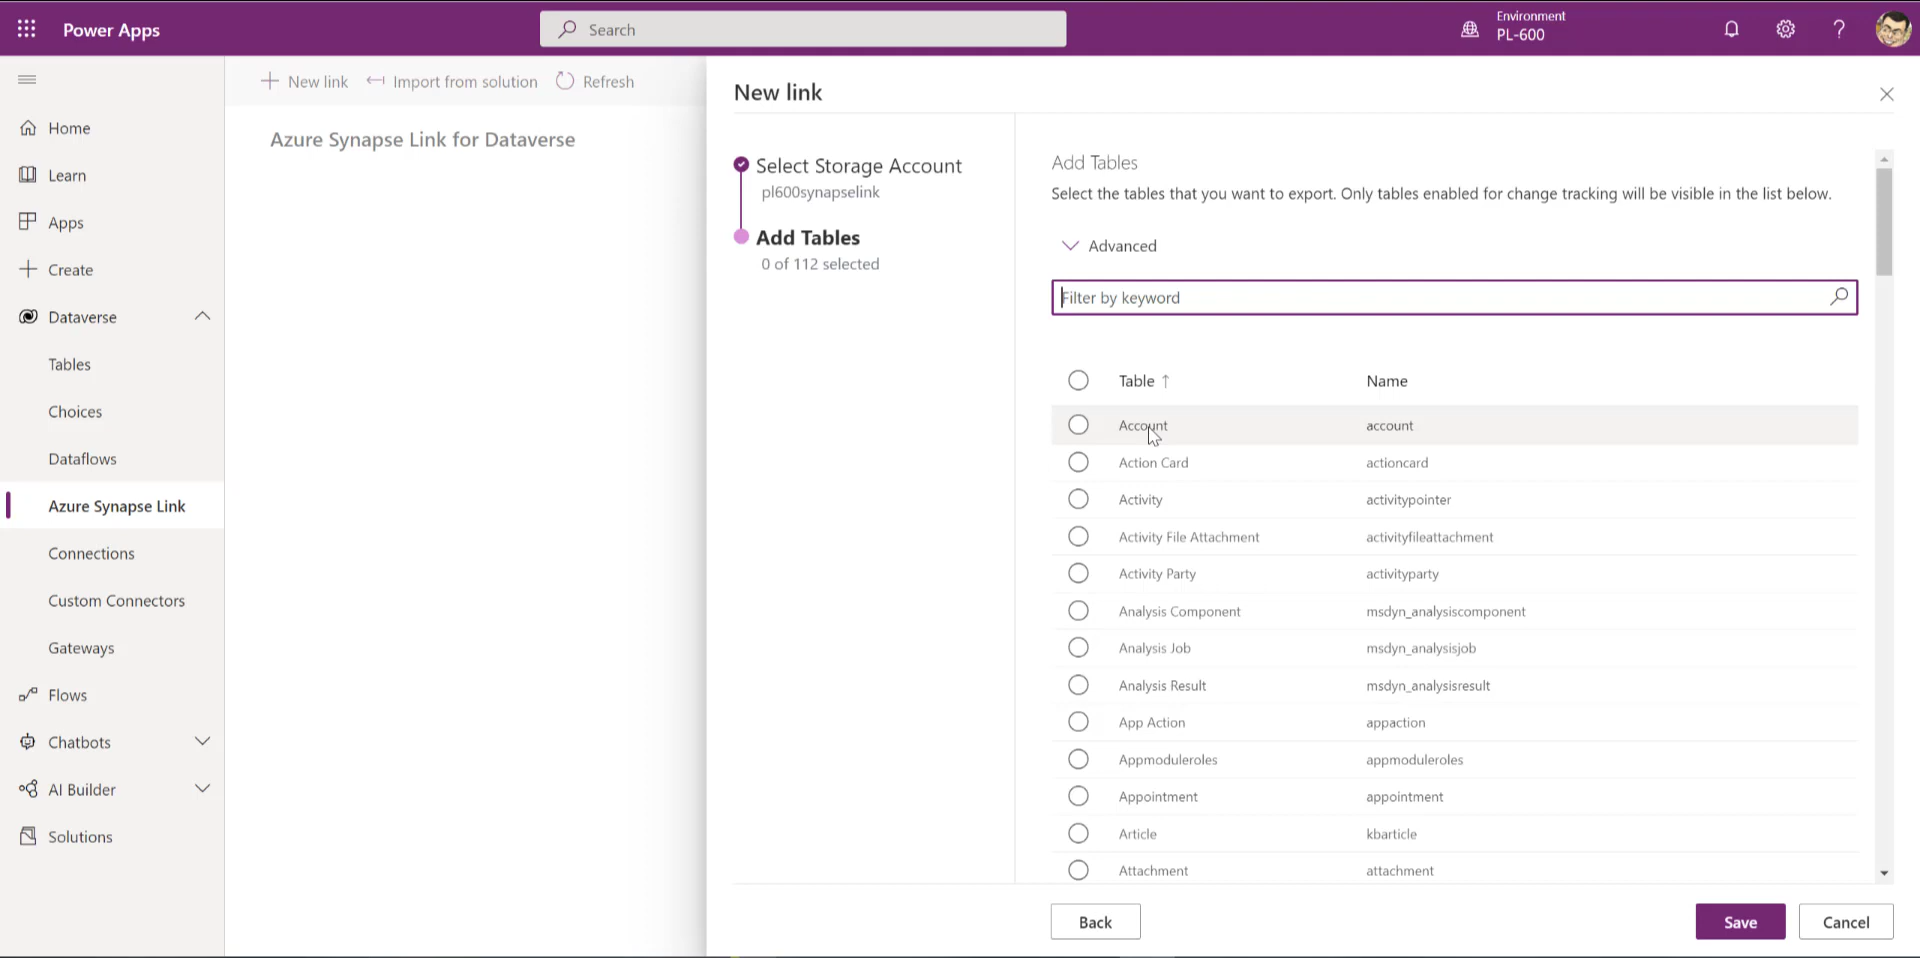 Power Apps
Search
Environment
PL-600
?
New link
Import from solution
Refresh
Home
Learn
Apps
Create
Dataverse
Tables
Choices
Dataflows
Azure Synapse Link
Connections
Custom Connectors
Gateways
Flows
Chatbots
AI Builder
Solutions
Azure Synapse Link for Dataverse
New link
Select Storage Account
pl600synapselink
Add Tables
0 of 112 selected
Add Tables
Select the tables that you want to export. Only tables enabled for change tracking will be visible in the list below.
Advanced
Filter by keyword
Table ↑ Name
Account account
Action Card actioncard
Activity activitypointer
Activity File Attachment activityfileattachment
Activity Party activityparty
Analysis Component msdyn_analysiscomponent
Analysis Job msdyn_analysisjob
Analysis Result msdyn_analysisresult
App Action appaction
Appmoduleroles appmoduleroles
Appointment appointment
Article kbarticle
Attachment attachment
Back
Save
Cancel